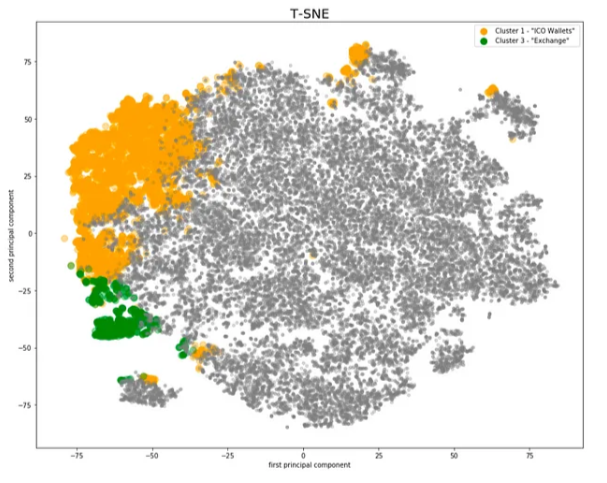 T-SNE
Cluster 1 - "ICO Wallets"
Cluster 3 - "Exchange"
75
50
25
0
−25
−50
−75
second principal component
−75
−50
−25
0
25
50
75
first principal component